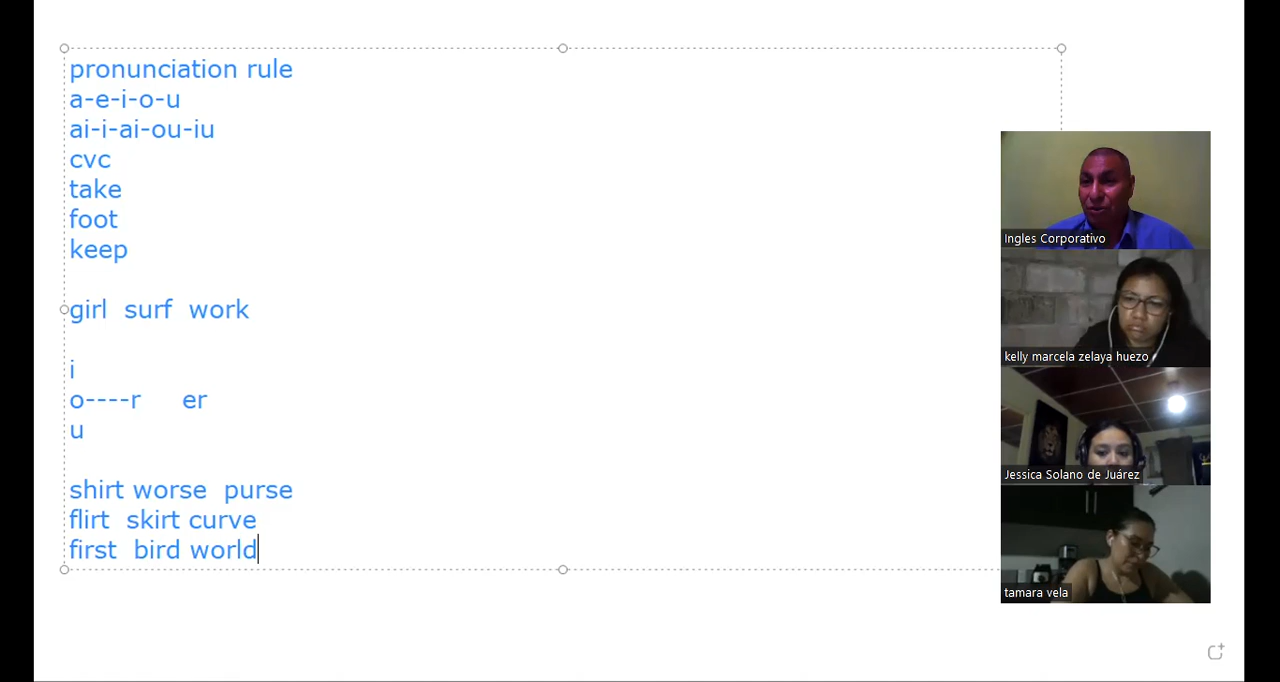 pronunciation rule
a-e-i-o-u
ai-i-ai-ou-iu
cvc
take
foot
keep
girl  surf  work
i
o----r     er
u
shirt worse  purse
flirt  skirt curve
first  bird world
Ingles Corporativo
kelly marcela zelaya huezo
Jessica Solano de Juárez
tamara vela